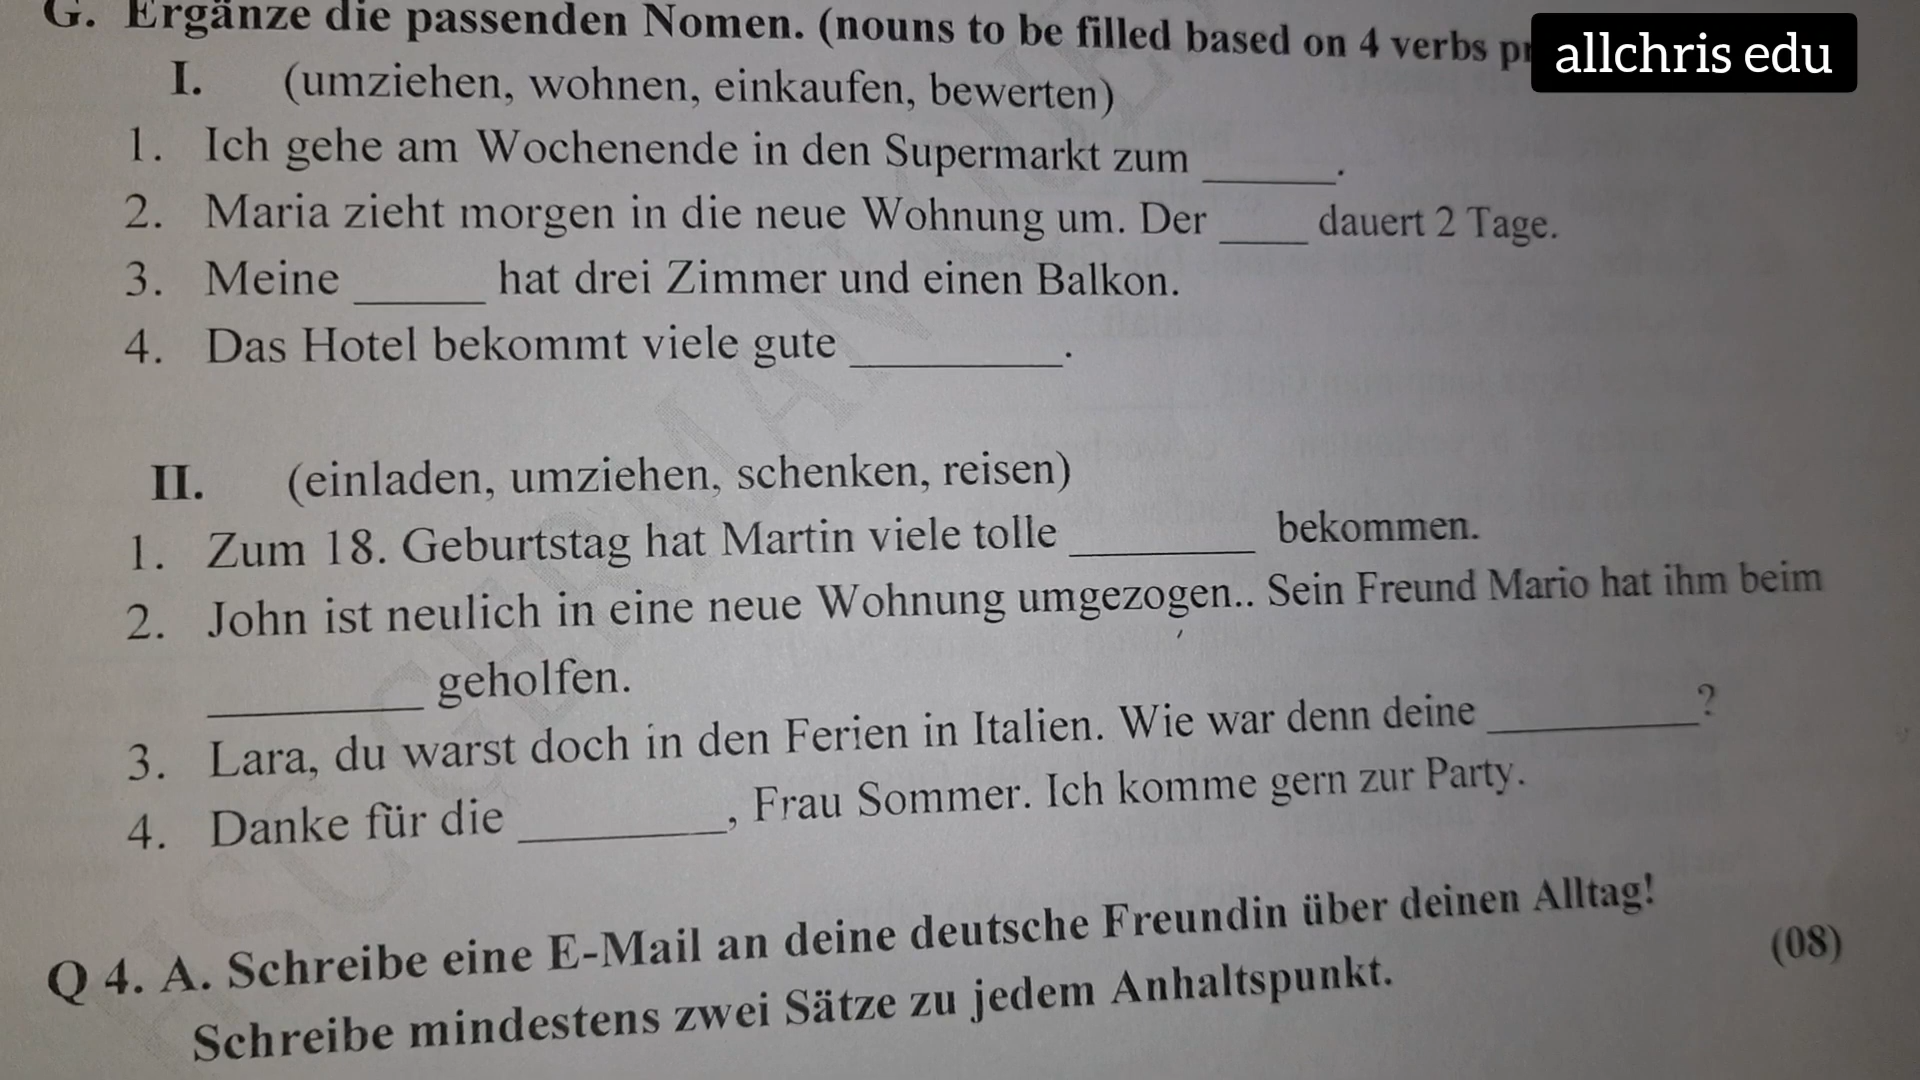 G. Ergänze die passenden Nomen. (nouns to be filled based on 4 verbs
allchris edu
I. (umziehen, wohnen, einkaufen, bewerten)
1. Ich gehe am Wochenende in den Supermarkt zum ______.
2. Maria zieht morgen in die neue Wohnung um. Der ____ dauert 2 Tage.
3. Meine ______ hat drei Zimmer und einen Balkon.
4. Das Hotel bekommt viele gute _________.
II. (einladen, umziehen, schenken, reisen)
1. Zum 18. Geburtstag hat Martin viele tolle ________ bekommen.
2. John ist neulich in eine neue Wohnung umgezogen.. Sein Freund Mario hat ihm beim
_________ geholfen.
3. Lara, du warst doch in den Ferien in Italien. Wie war denn deine _________?
4. Danke für die _________, Frau Sommer. Ich komme gern zur Party.
Q 4. A. Schreibe eine E-Mail an deine deutsche Freundin über deinen Alltag!
(08)
Schreibe mindestens zwei Sätze zu jedem Anhaltspunkt.